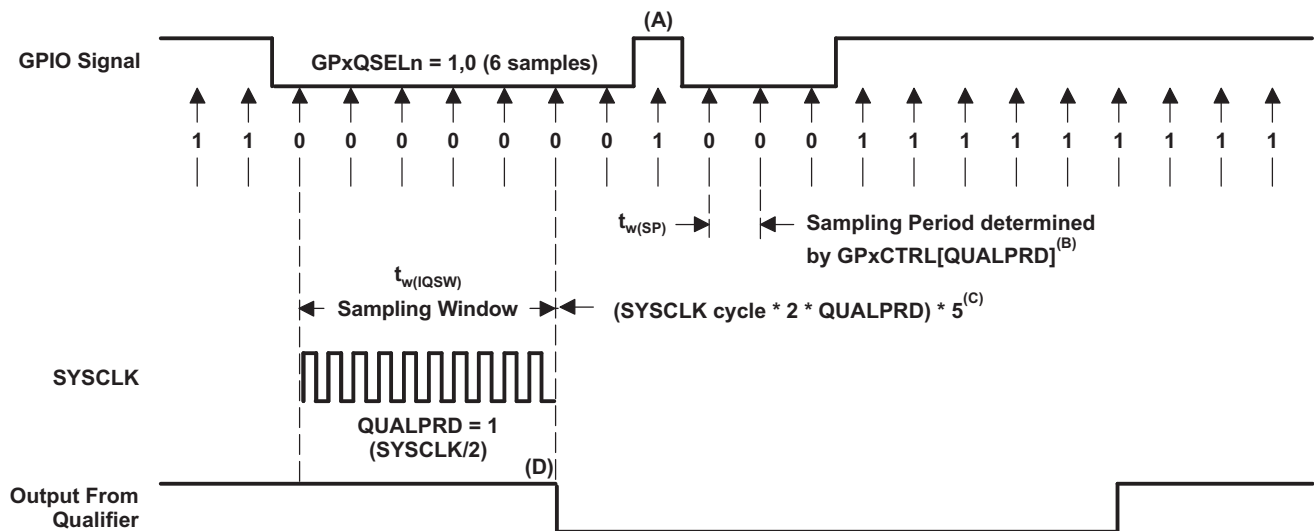 (A)
GPIO Signal
GPxQSELn = 1,0 (6 samples)
1 1 0 0 0 0 0 0 0 1 0 0 0 1 1 1 1 1 1 1 1 1
tw(SP)
Sampling Period determined
by GPxCTRL[QUALPRD](B)
tw(IQSW)
Sampling Window
(SYSCLK cycle * 2 * QUALPRD) * 5(C)
SYSCLK
QUALPRD = 1
(SYSCLK/2)
(D)
Output From
Qualifier